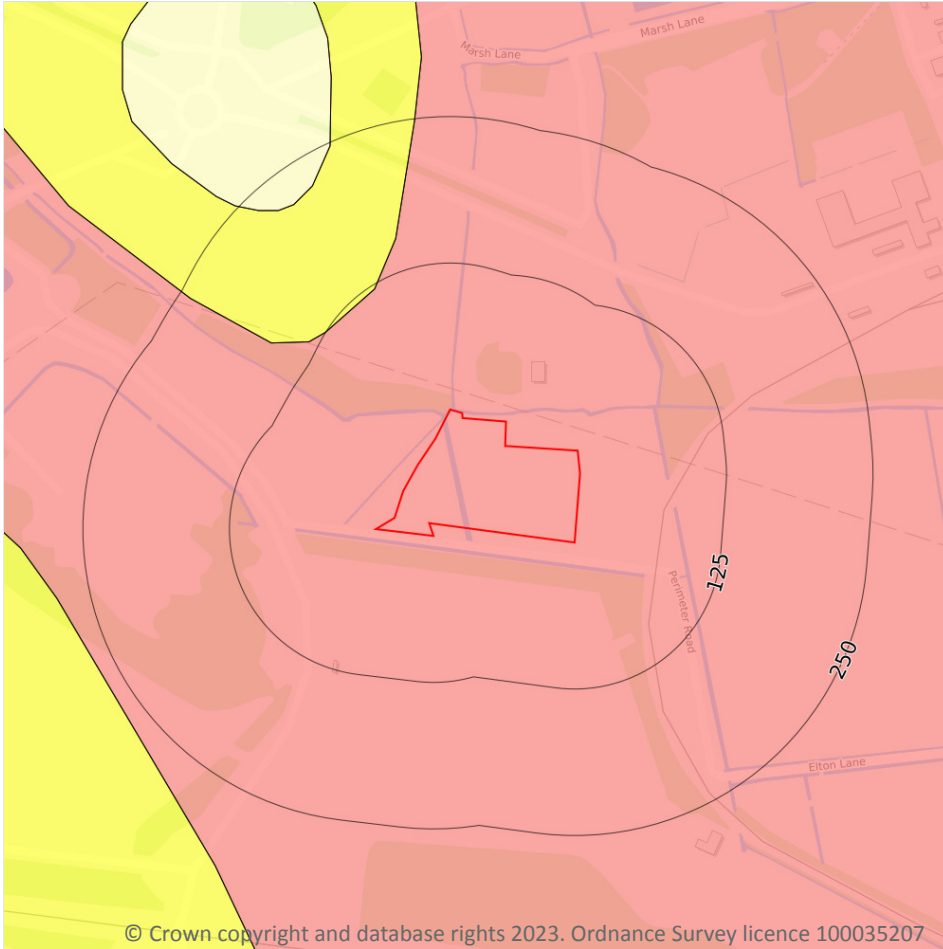 Marsh Lane
Marsh Lane
125
Perimeter Road
250
Elton Lane
© Crown copyright and database rights 2023. Ordnance Survey licence 100035207